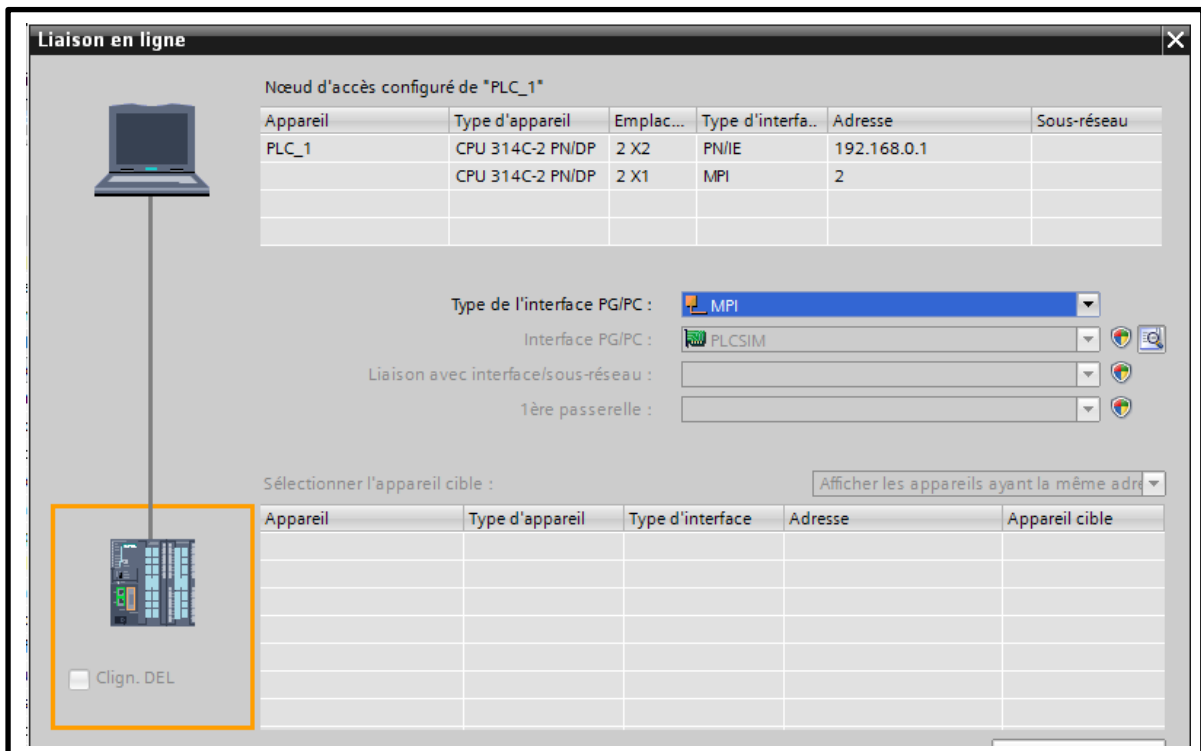 Liaison en ligne
Nœud d'accès configuré de "PLC_1"
Appareil Type d'appareil Emplac... Type d'interfa.. Adresse Sous-réseau
PLC_1 CPU 314C-2 PN/DP 2 X2 PN/IE 192.168.0.1
CPU 314C-2 PN/DP 2 X1 MPI 2
Type de l'interface PG/PC : MPI
Interface PG/PC : PLCSIM
Liaison avec interface/sous-réseau :
1ère passerelle :
Sélectionner l'appareil cible : Afficher les appareils ayant la même adre
Appareil Type d'appareil Type d'interface Adresse Appareil cible
Clign. DEL